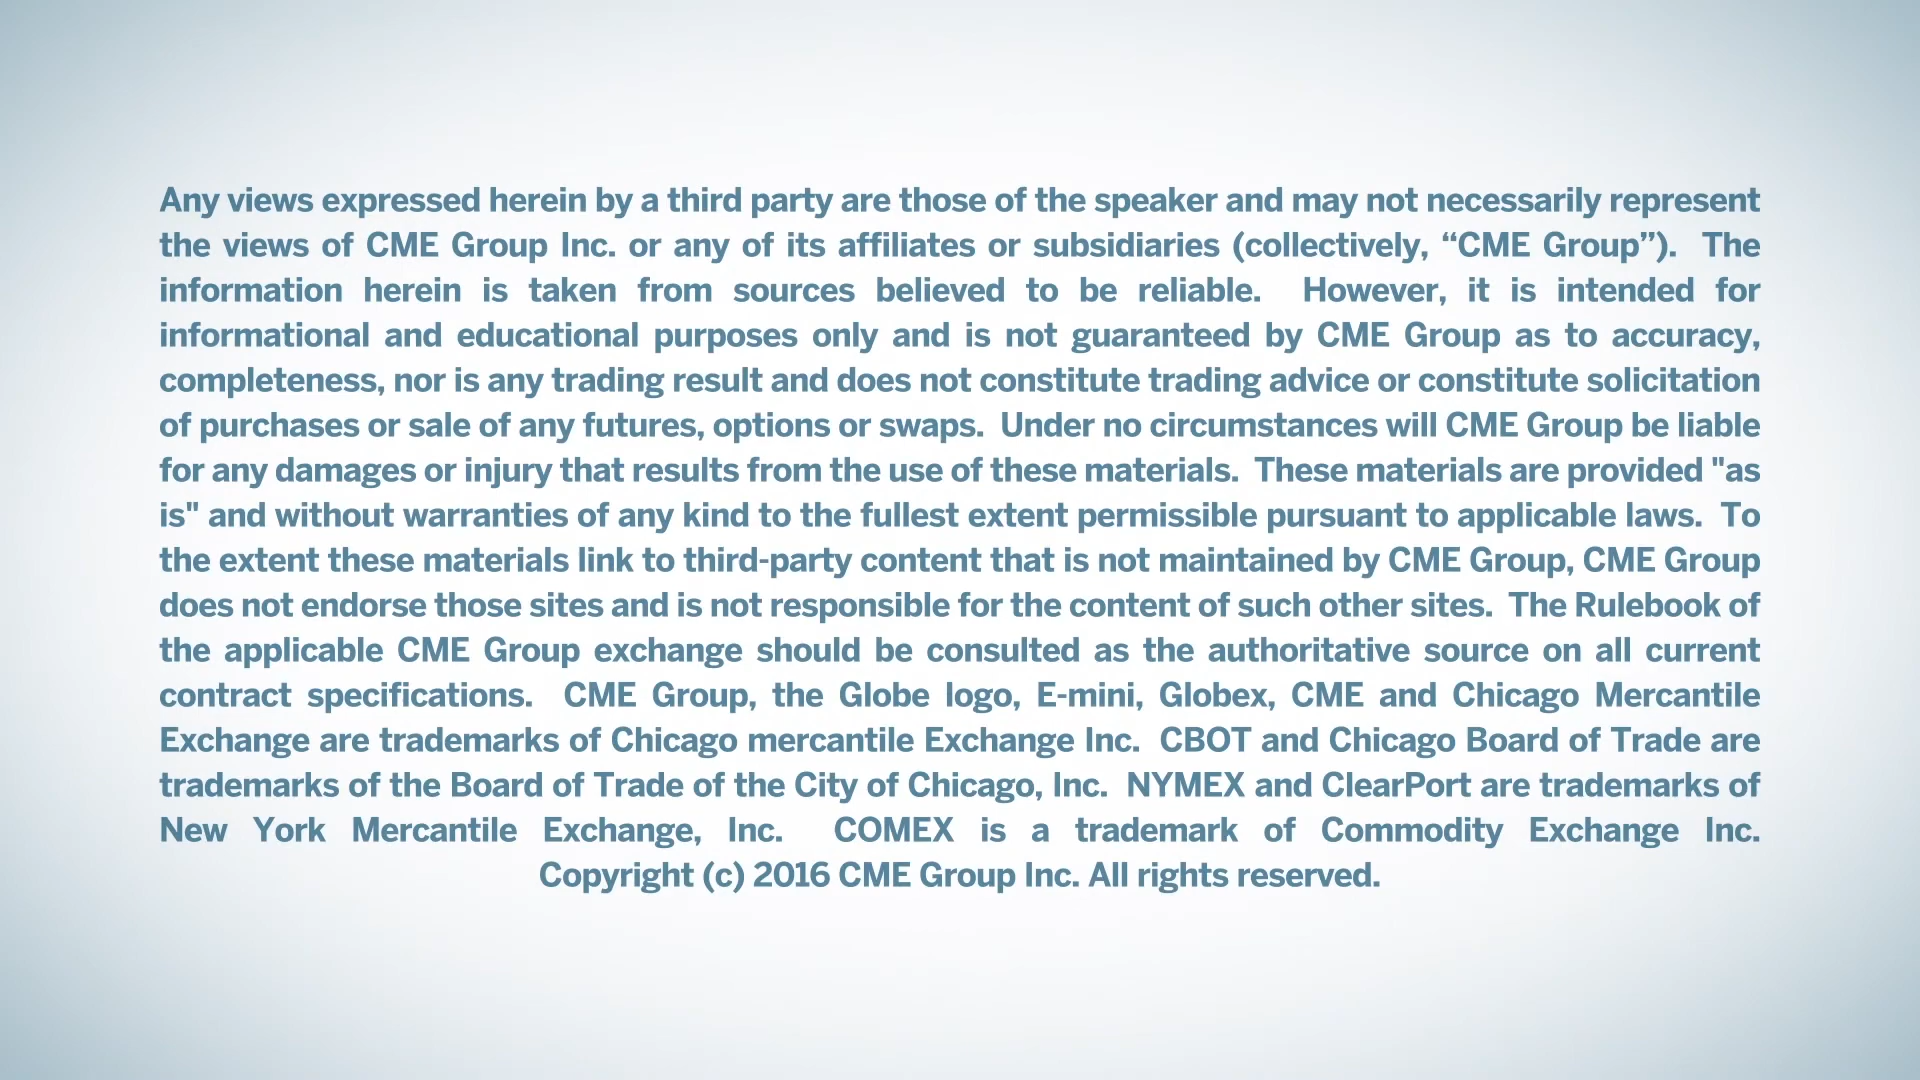 Any views expressed herein by a third party are those of the speaker and may not necessarily represent
the views of CME Group Inc. or any of its affiliates or subsidiaries (collectively, “CME Group”).  The
information herein is taken from sources believed to be reliable.  However, it is intended for
informational and educational purposes only and is not guaranteed by CME Group as to accuracy,
completeness, nor is any trading result and does not constitute trading advice or constitute solicitation
of purchases or sale of any futures, options or swaps.  Under no circumstances will CME Group be liable
for any damages or injury that results from the use of these materials.  These materials are provided "as
is" and without warranties of any kind to the fullest extent permissible pursuant to applicable laws.  To
the extent these materials link to third-party content that is not maintained by CME Group, CME Group
does not endorse those sites and is not responsible for the content of such other sites.  The Rulebook of
the applicable CME Group exchange should be consulted as the authoritative source on all current
contract specifications.  CME Group, the Globe logo, E-mini, Globex, CME and Chicago Mercantile
Exchange are trademarks of Chicago mercantile Exchange Inc.  CBOT and Chicago Board of Trade are
trademarks of the Board of Trade of the City of Chicago, Inc.  NYMEX and ClearPort are trademarks of
New York Mercantile Exchange, Inc.  COMEX is a trademark of Commodity Exchange Inc.
Copyright (c) 2016 CME Group Inc. All rights reserved.